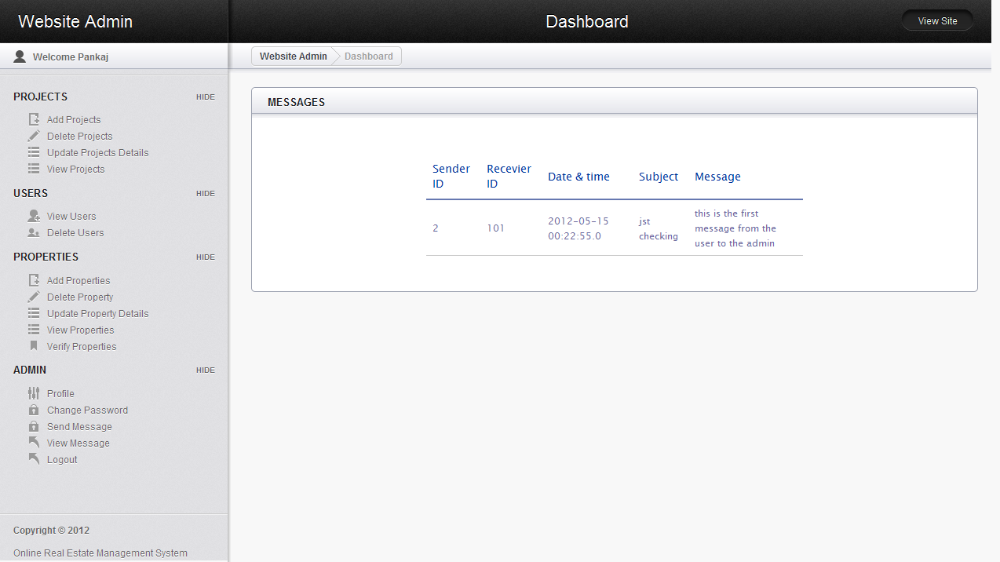 Website Admin
Dashboard
View Site
Welcome Pankaj
Website Admin Dashboard
PROJECTS HIDE
Add Projects
Delete Projects
Update Projects Details
View Projects
USERS HIDE
View Users
Delete Users
PROPERTIES HIDE
Add Properties
Delete Property
Update Property Details
View Properties
Verify Properties
ADMIN HIDE
Profile
Change Password
Send Message
View Message
Logout
Copyright © 2012
Online Real Estate Management System
MESSAGES
Sender
ID
Recevier
ID
Date & time
Subject
Message
2
101
2012-05-15
00:22:55.0
jst
checking
this is the first
message from the
user to the admin